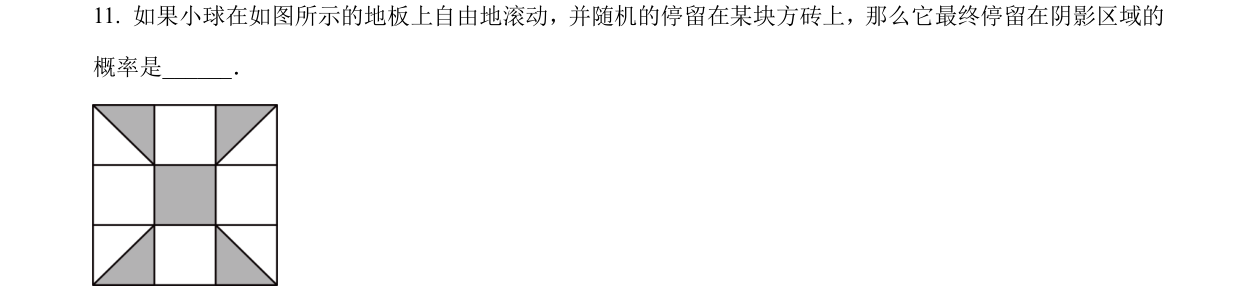 11. 如果小球在如图所示的地板上自由地滚动，并随机的停留在某块方砖上，那么它最终停留在阴影区域的
概率是______．